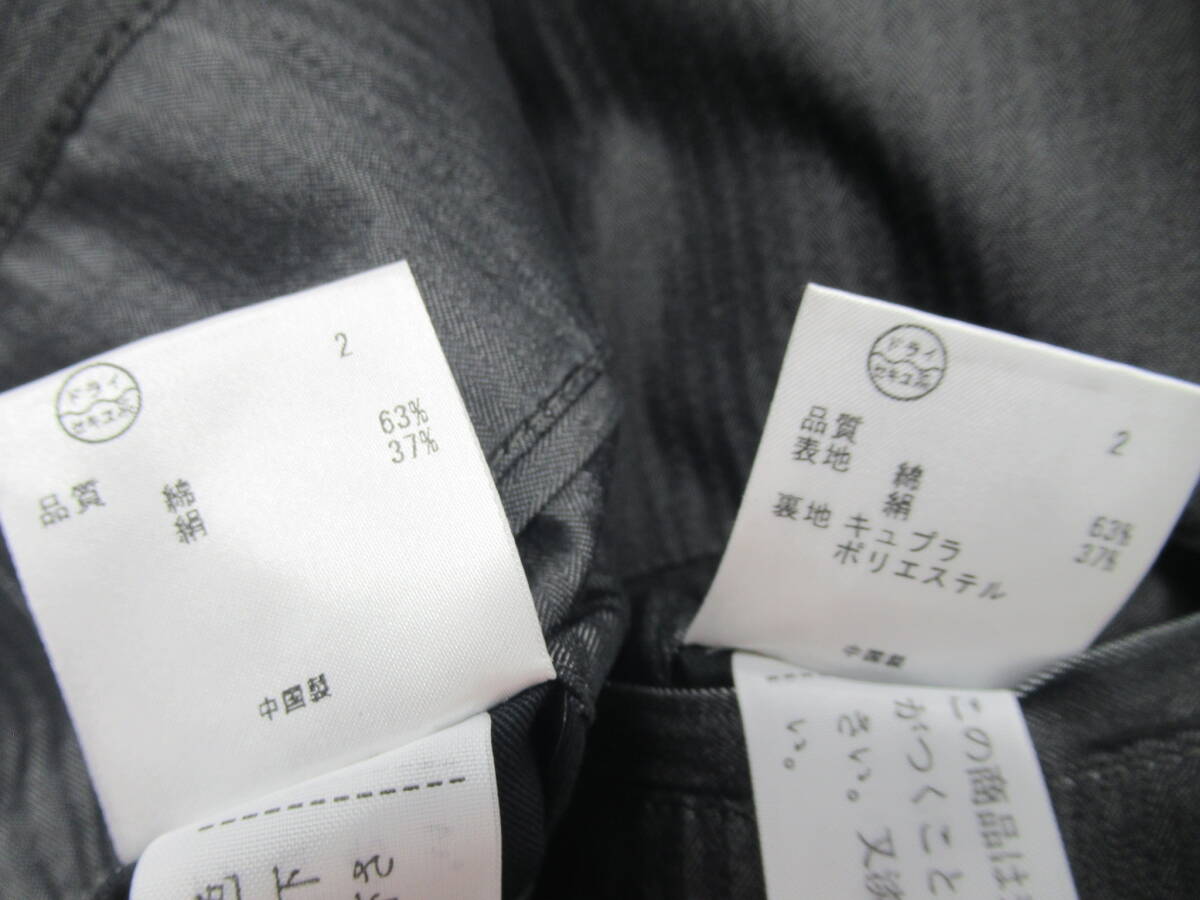 ドライ
セキユ系
2
品質 綿 63%
絹 37%
中国製
下
ドライ
セキユ系
2
品質
表地 綿 63%
絹 37%
裏地 キュプラ
ポリエステル
中国製
この商品は
がつくこと
さい。又
い。